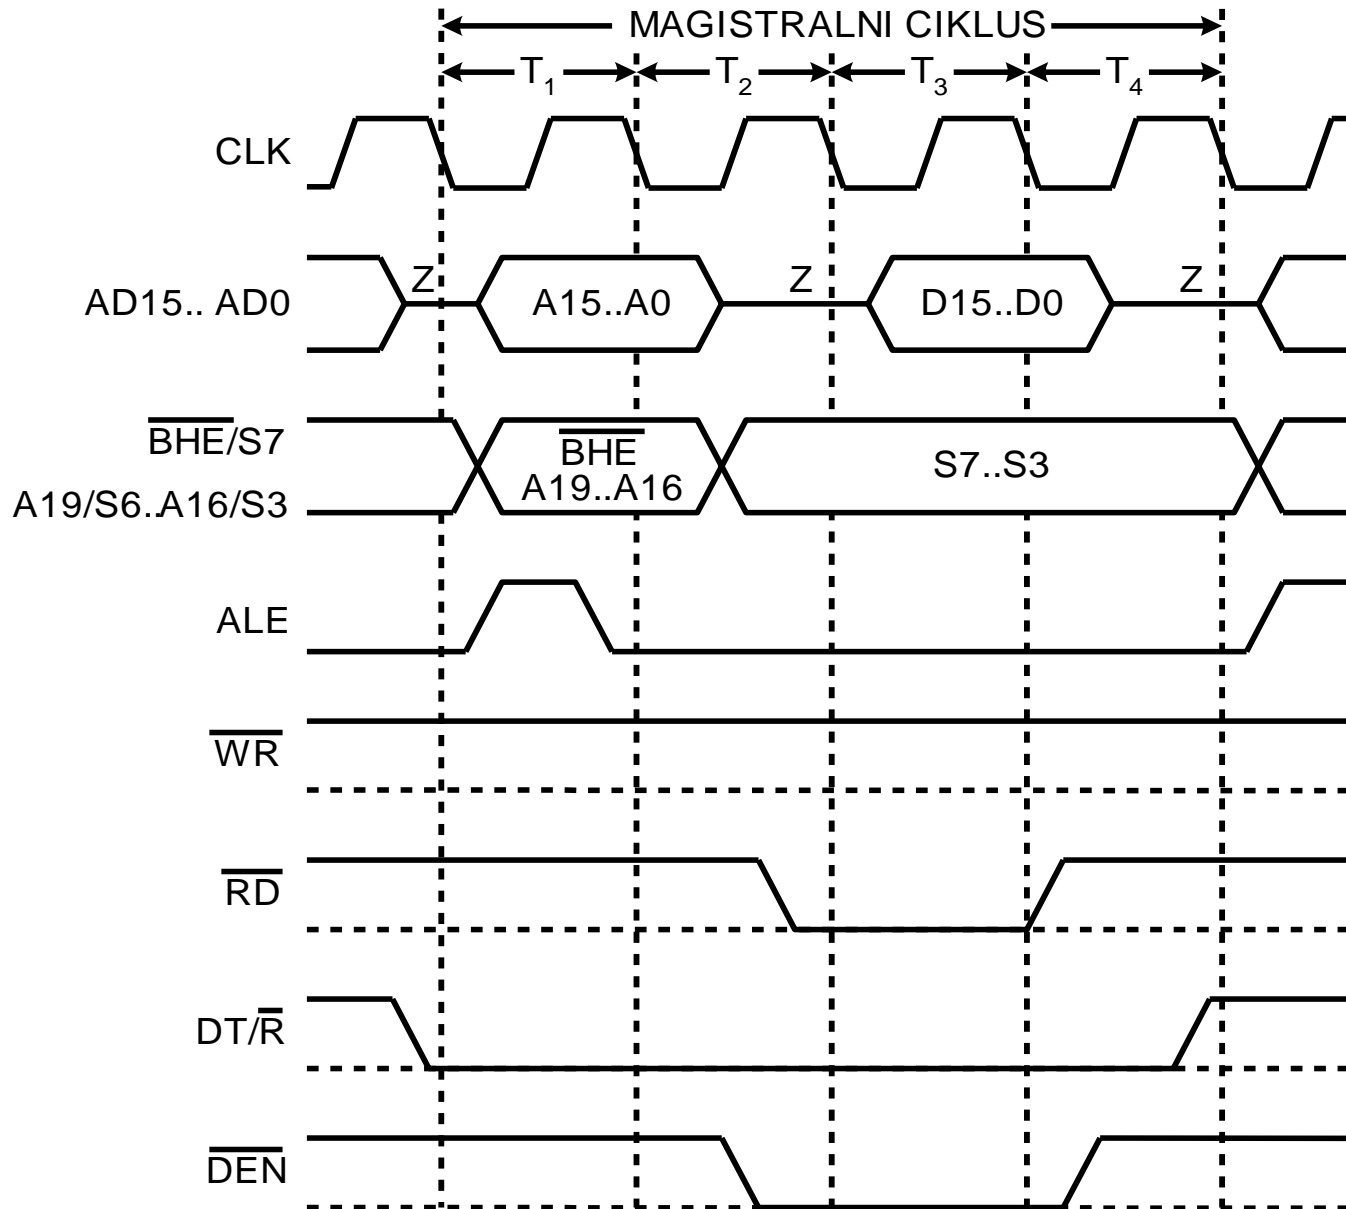 MAGISTRALNI CIKLUS
T1 T2 T3 T4
CLK
Z Z Z
AD15.. AD0 A15..A0 D15..D0
BHE/S7 BHE S7..S3
A19/S6..A16/S3 A19..A16
ALE
WR
RD
DT/R
DEN